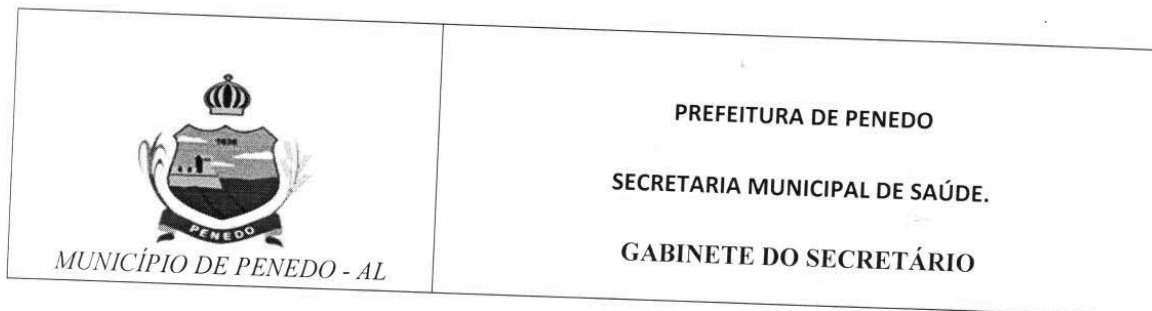 1636
PENEDO
MUNICÍPIO DE PENEDO - AL
PREFEITURA DE PENEDO
SECRETARIA MUNICIPAL DE SAÚDE.
GABINETE DO SECRETÁRIO